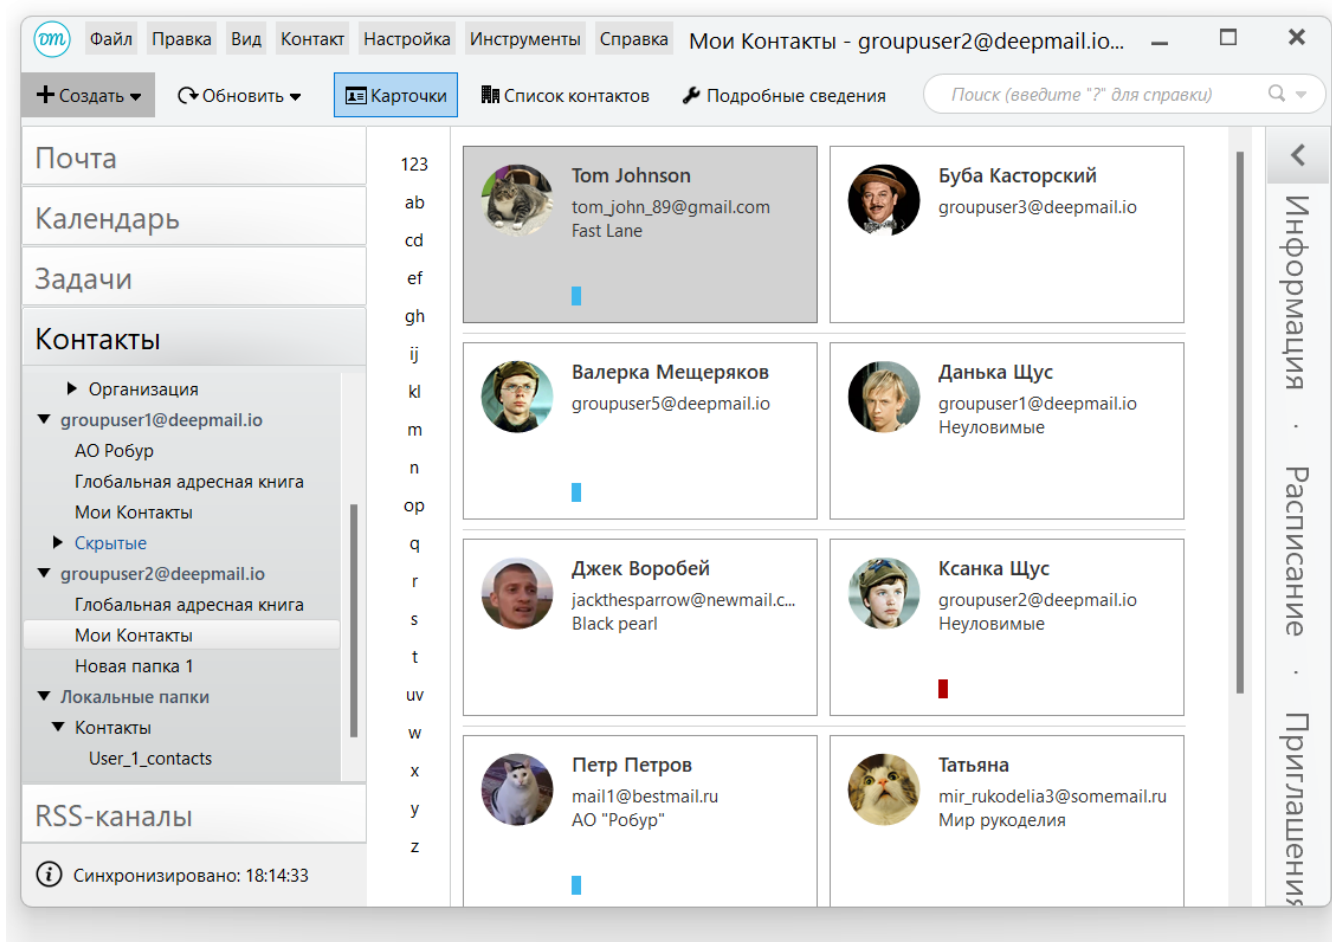 Файл Правка Вид Контакт Настройка Инструменты Справка Мои Контакты - groupuser2@deepmail.io...
Создать Обновить Карточки Список контактов Подробные сведения Поиск (введите "?" для справки)
Почта
Календарь
Задачи
Контакты
Организация
groupuser1@deepmail.io
АО Робур
Глобальная адресная книга
Мои Контакты
Скрытые
groupuser2@deepmail.io
Глобальная адресная книга
Мои Контакты
Новая папка 1
Локальные папки
Контакты
User_1_contacts
RSS-каналы
Синхронизировано: 18:14:33
123
ab
cd
ef
gh
ij
kl
m
n
op
q
r
s
t
uv
w
x
y
z
Tom Johnson
tom_john_89@gmail.com
Fast Lane
Буба Касторский
groupuser3@deepmail.io
Валерка Мещеряков
groupuser5@deepmail.io
Данька Щус
groupuser1@deepmail.io
Неуловимые
Джек Воробей
jackthesparrow@newmail.c...
Black pearl
Ксанка Щус
groupuser2@deepmail.io
Неуловимые
Петр Петров
mail1@bestmail.ru
АО "Робур"
Татьяна
mir_rukodelia3@somemail.ru
Мир рукоделия
Информация · Расписание · Приглашения